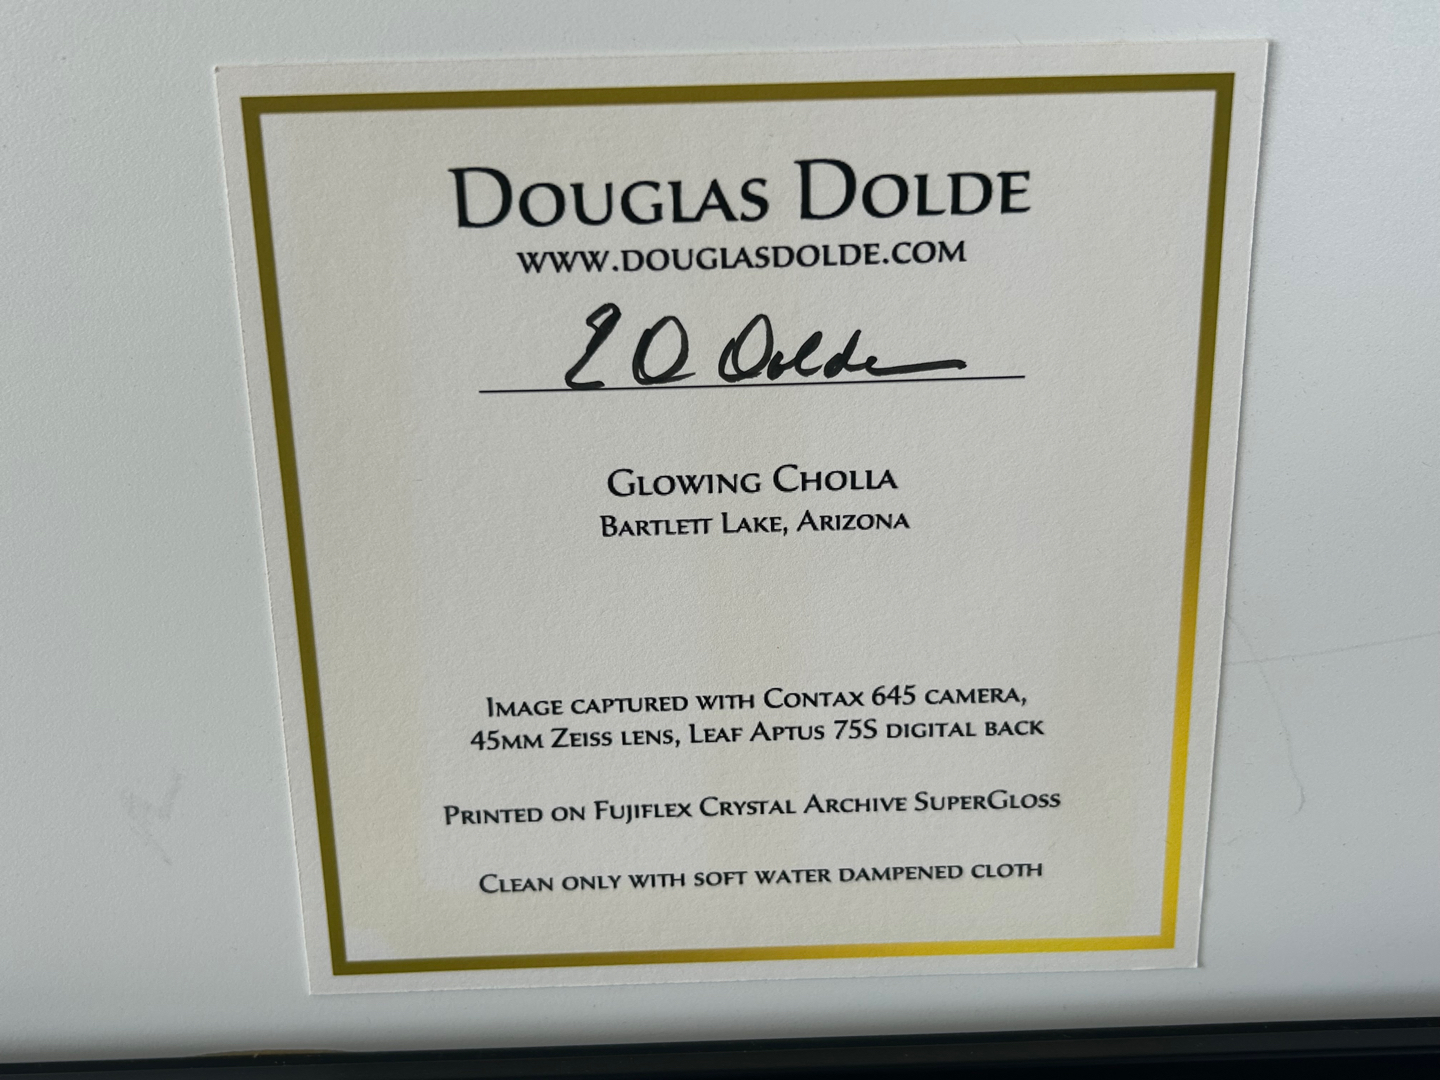 DOUGLAS DOLDE
WWW.DOUGLASDOLDE.COM
E D Dolde
GLOWING CHOLLA
BARTLETT LAKE, ARIZONA
IMAGE CAPTURED WITH CONTAX 645 CAMERA,
45MM ZEISS LENS, LEAF APTUS 75S DIGITAL BACK
PRINTED ON FUJIFLEX CRYSTAL ARCHIVE SUPERGLOSS
CLEAN ONLY WITH SOFT WATER DAMPENED CLOTH